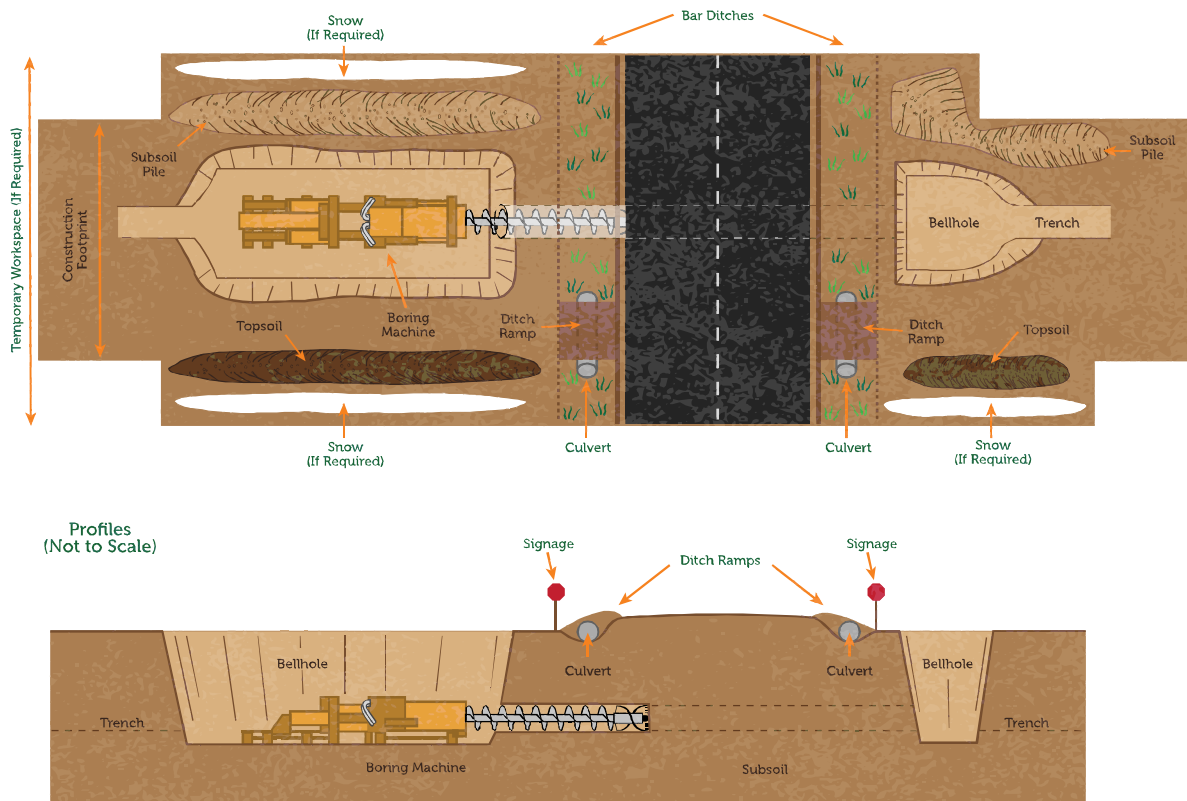 Snow
(If Required)
Bar Ditches
Temporary Workspace (If Required)
Construction
Footprint
Subsoil
Pile
Subsoil
Pile
Bellhole
Trench
Topsoil
Boring
Machine
Ditch
Ramp
Ditch
Ramp
Topsoil
Snow
(If Required)
Culvert
Culvert
Snow
(If Required)
Profiles
(Not to Scale)
Signage
Ditch Ramps
Signage
Bellhole
Culvert
Culvert
Bellhole
Trench
Trench
Boring Machine
Subsoil